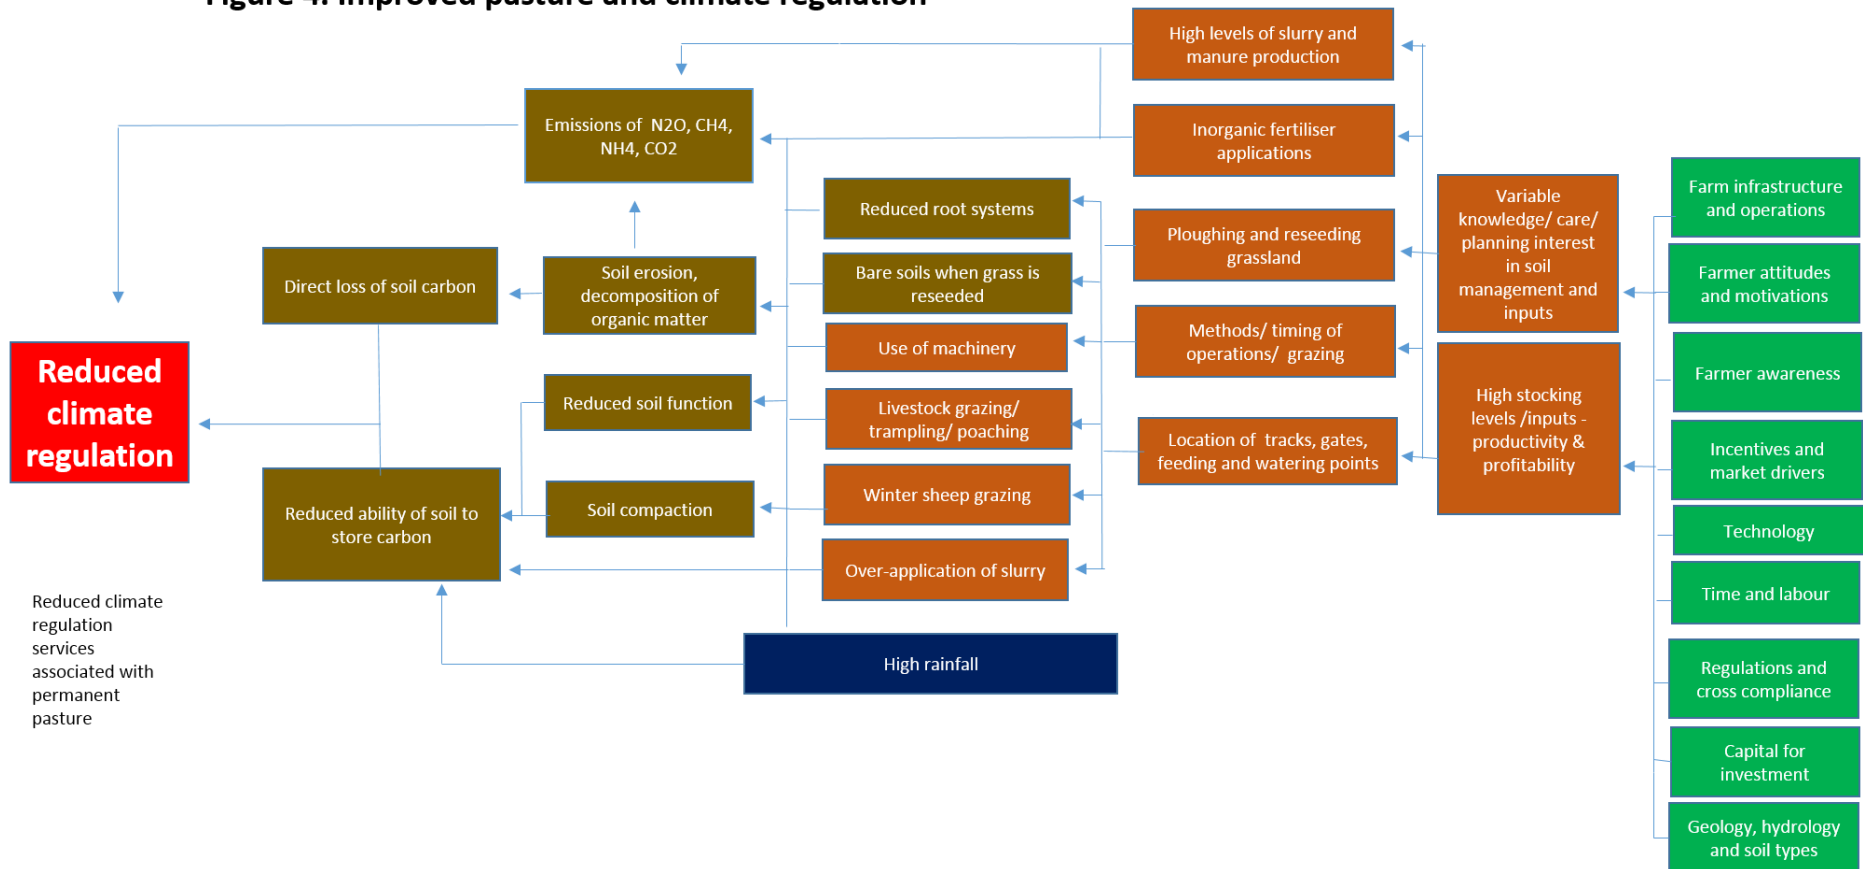 Figure 4: Improved pasture and climate regulation
High levels of slurry and
manure production
Emissions of N2O, CH4,
NH4, CO2
Inorganic fertiliser
applications
Farm infrastructure
and operations
Variable
knowledge/ care/
planning interest
in soil
management and
inputs
Reduced root systems
Ploughing and reseeding
grassland
Farmer attitudes
and motivations
Direct loss of soil carbon
Soil erosion,
decomposition of
organic matter
Bare soils when grass is
reseeded
Use of machinery
Methods/ timing of
operations/ grazing
Farmer awareness
Reduced
climate
regulation
Reduced soil function
Livestock grazing/
trampling/ poaching
High stocking
levels /inputs -
productivity &
profitability
Location of tracks, gates,
feeding and watering points
Incentives and
market drivers
Reduced ability of soil to
store carbon
Soil compaction
Winter sheep grazing
Technology
Over-application of slurry
Time and labour
Reduced climate
regulation
services
associated with
permanent
pasture
High rainfall
Regulations and
cross compliance
Capital for
investment
Geology, hydrology
and soil types